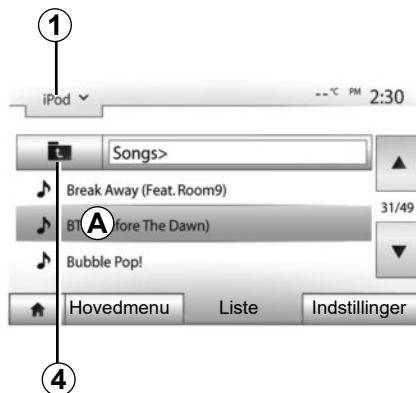 1
iPod
--°C PM 2:30
Songs>
Break Away (Feat. Room9)
31/49
A fore The Dawn)
Bubble Pop!
Hovedmenu Liste Indstillinger
4